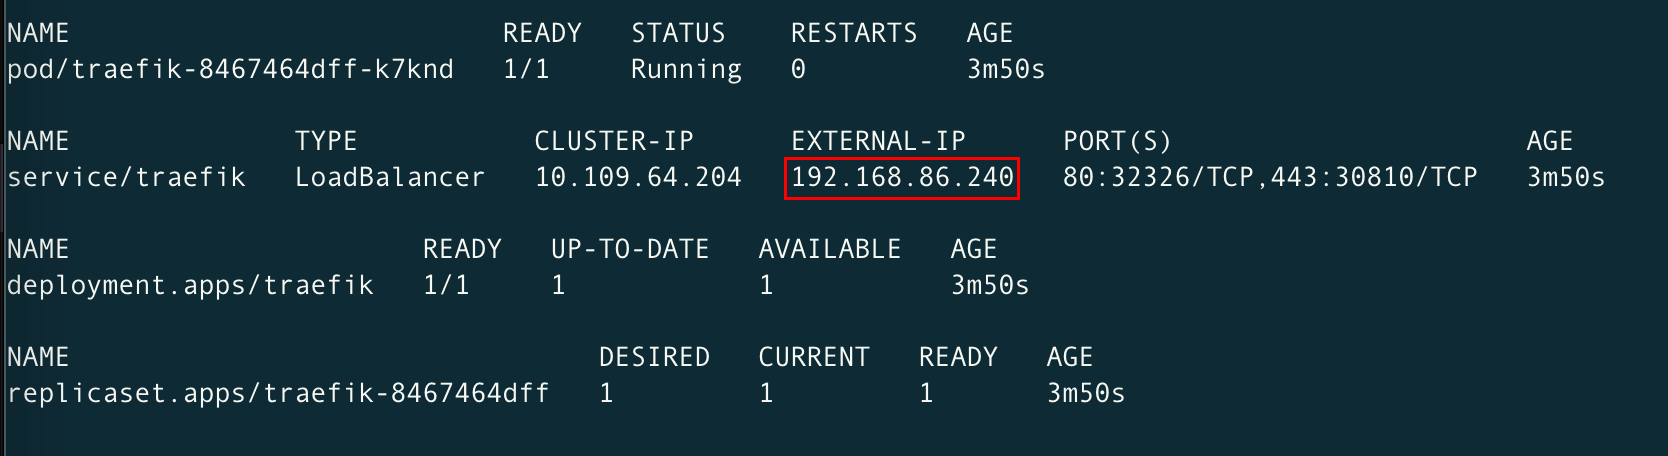 NAME                           READY   STATUS    RESTARTS   AGE
pod/traefik-8467464dff-k7knd   1/1     Running   0          3m50s
NAME              TYPE           CLUSTER-IP      EXTERNAL-IP      PORT(S)                      AGE
service/traefik   LoadBalancer   10.109.64.204   192.168.86.240   80:32326/TCP,443:30810/TCP   3m50s
NAME                      READY   UP-TO-DATE   AVAILABLE   AGE
deployment.apps/traefik   1/1     1            1           3m50s
NAME                                 DESIRED   CURRENT   READY   AGE
replicaset.apps/traefik-8467464dff   1         1         1       3m50s